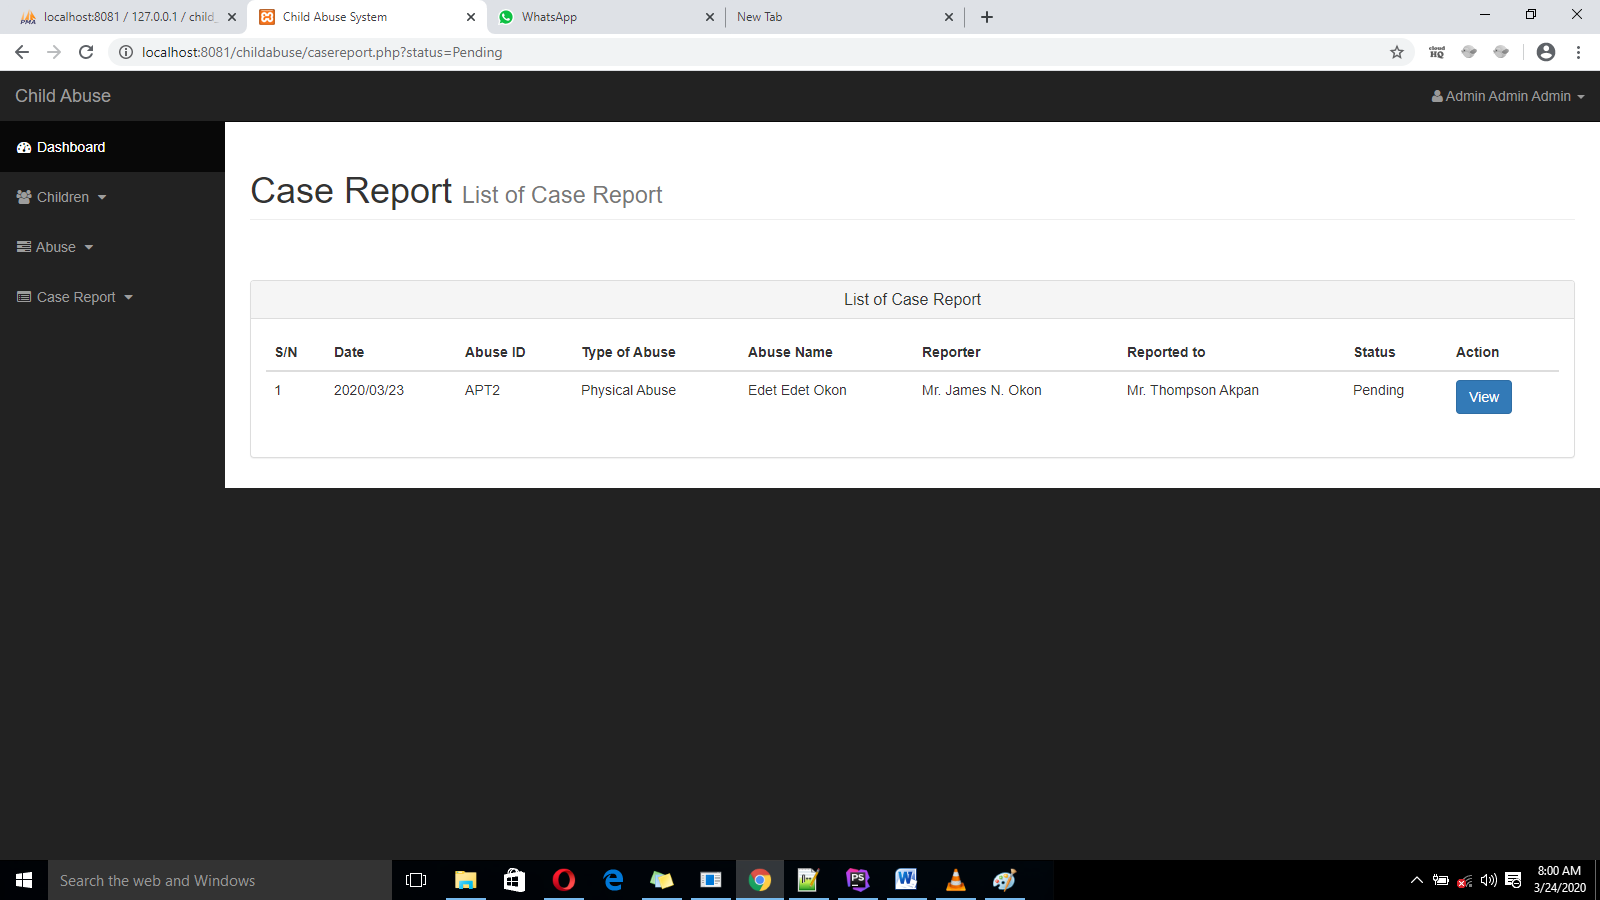 localhost:8081 / 127.0.0.1 / child_
Child Abuse System
WhatsApp
New Tab
localhost:8081/childabuse/casereport.php?status=Pending
cloud HQ
Child Abuse
Admin Admin Admin
Dashboard
Children
Abuse
Case Report
Case Report List of Case Report
List of Case Report
S/N Date Abuse ID Type of Abuse Abuse Name Reporter Reported to Status Action
1 2020/03/23 APT2 Physical Abuse Edet Edet Okon Mr. James N. Okon Mr. Thompson Akpan Pending View
Search the web and Windows
8:00 AM
3/24/2020